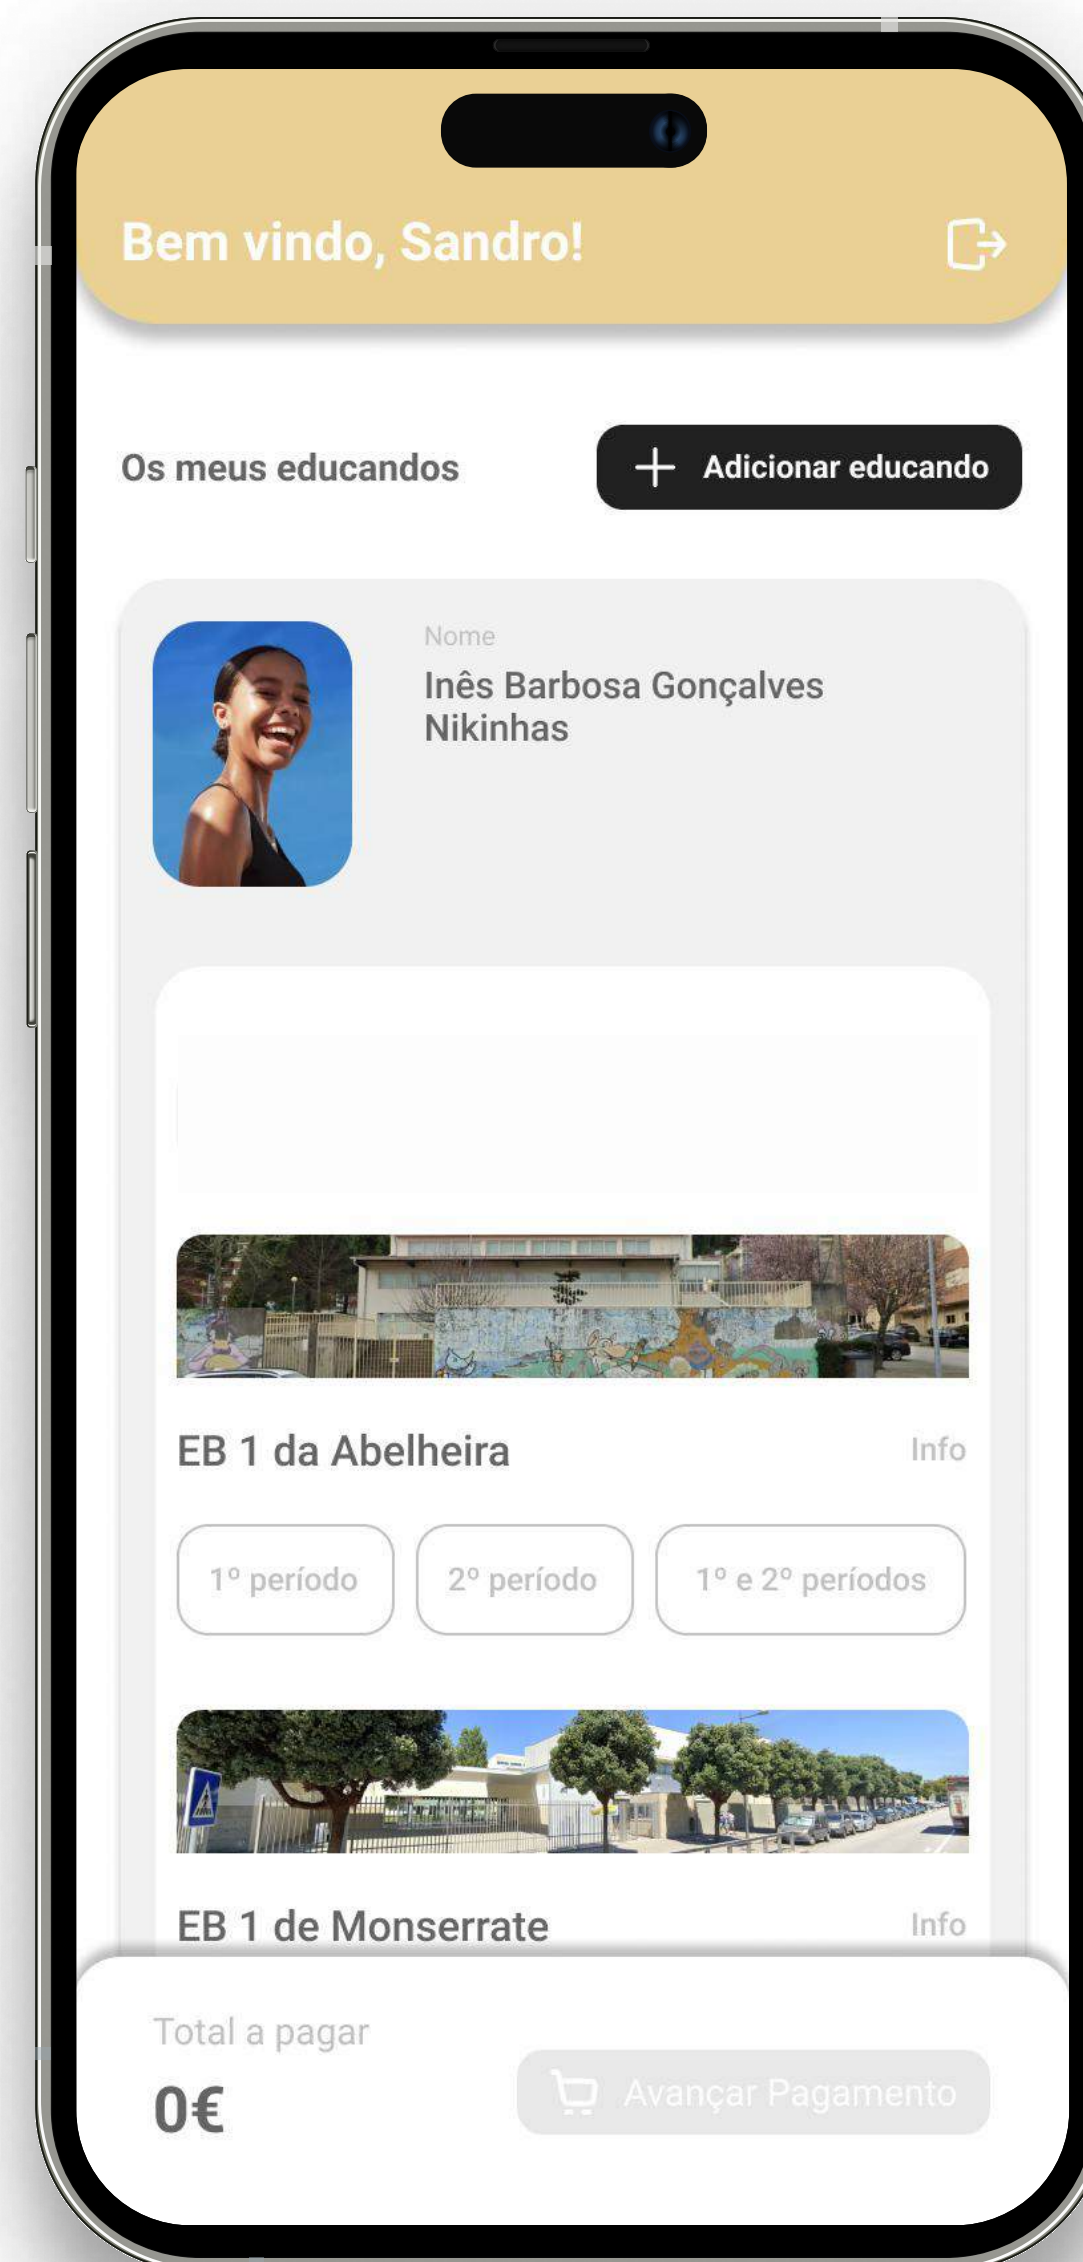 Bem vindo, Sandro!
Os meus educandos
Adicionar educando
Nome
Inês Barbosa Gonçalves
Nikinhas
EB 1 da Abelheira
Info
1º período
2º período
1º e 2º períodos
EB 1 de Monserrate
Info
Total a pagar
0€
Avançar Pagamento